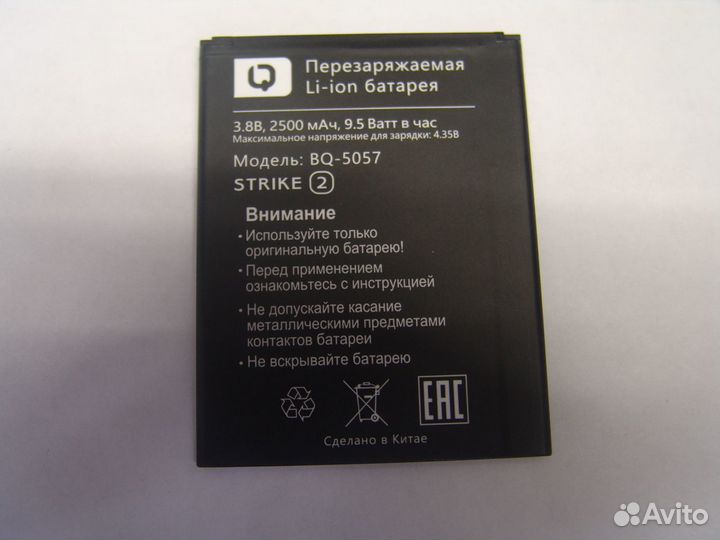 Перезаряжаемая
Li-ion батарея
3.8В, 2500 мАч, 9.5 Ватт в час
Максимальное напряжение для зарядки: 4.35В
Модель: BQ-5057
STRIKE 2
Внимание
• Используйте только
оригинальную батарею!
• Перед применением
ознакомьтесь с инструкцией
• Не допускайте касание
металлическими предметами
контактов батареи
• Не вскрывайте батарею
EAC
Сделано в Китае
Avito